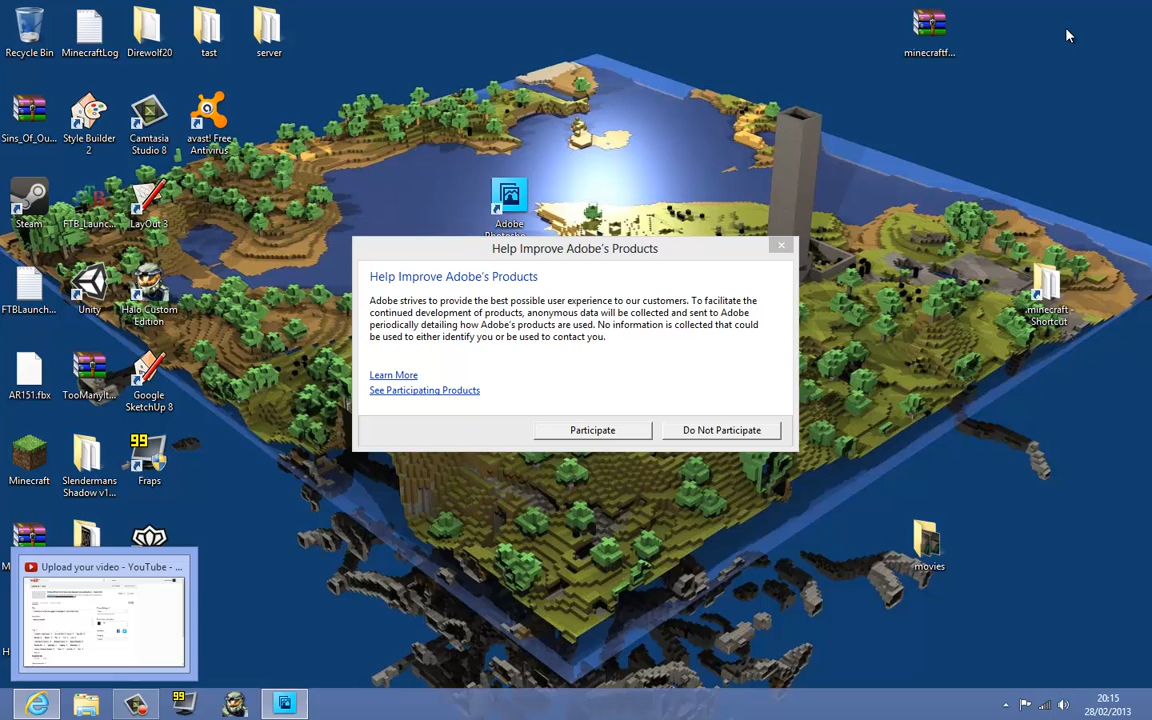 Recycle Bin
MinecraftLog
Direwolf20
tast
server
minecraftf...
Sins_Of_Ou...
Style Builder
2
Camtasia
Studio 8
avast! Free
Antivirus
Steam
FTB_Launc...
LayOut 3
Adobe
FTBLaunch...
Unity
Halo Custom
Edition
.minecraft -
Shortcut
AR151.fbx
TooManyIt...
Google
SketchUp 8
Minecraft
Slendermans
Shadow v1...
99
Fraps
movies
Help Improve Adobe's Products
Help Improve Adobe's Products
Adobe strives to provide the best possible user experience to our customers. To facilitate the
continued development of products, anonymous data will be collected and sent to Adobe
periodically detailing how Adobe's products are used. No information is collected that could
be used to either identify you or be used to contact you.
Learn More
See Participating Products
Participate
Do Not Participate
Upload your video - YouTube - ...
99
20:15
28/02/2013